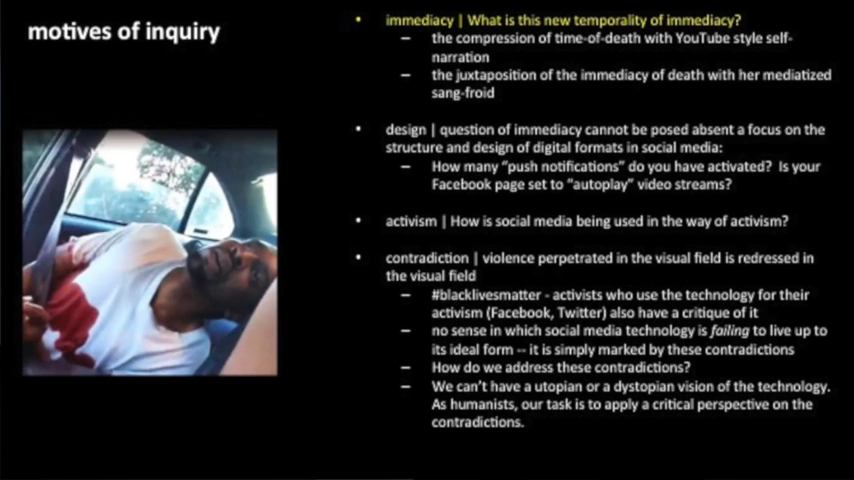 motives of inquiry
• immediacy | What is this new temporality of immediacy?
– the compression of time-of-death with YouTube style self-
narration
– the juxtaposition of the immediacy of death with her mediatized
sang-froid
• design | question of immediacy cannot be posed absent a focus on the
structure and design of digital formats in social media:
– How many “push notifications” do you have activated? Is your
Facebook page set to “autoplay” video streams?
• activism | How is social media being used in the way of activism?
• contradiction | violence perpetrated in the visual field is redressed in
the visual field
– #blacklivesmatter - activists who use the technology for their
activism (Facebook, Twitter) also have a critique of it
– no sense in which social media technology is failing to live up to
its ideal form -- it is simply marked by these contradictions
– How do we address these contradictions?
– We can’t have a utopian or a dystopian vision of the technology.
As humanists, our task is to apply a critical perspective on the
contradictions.